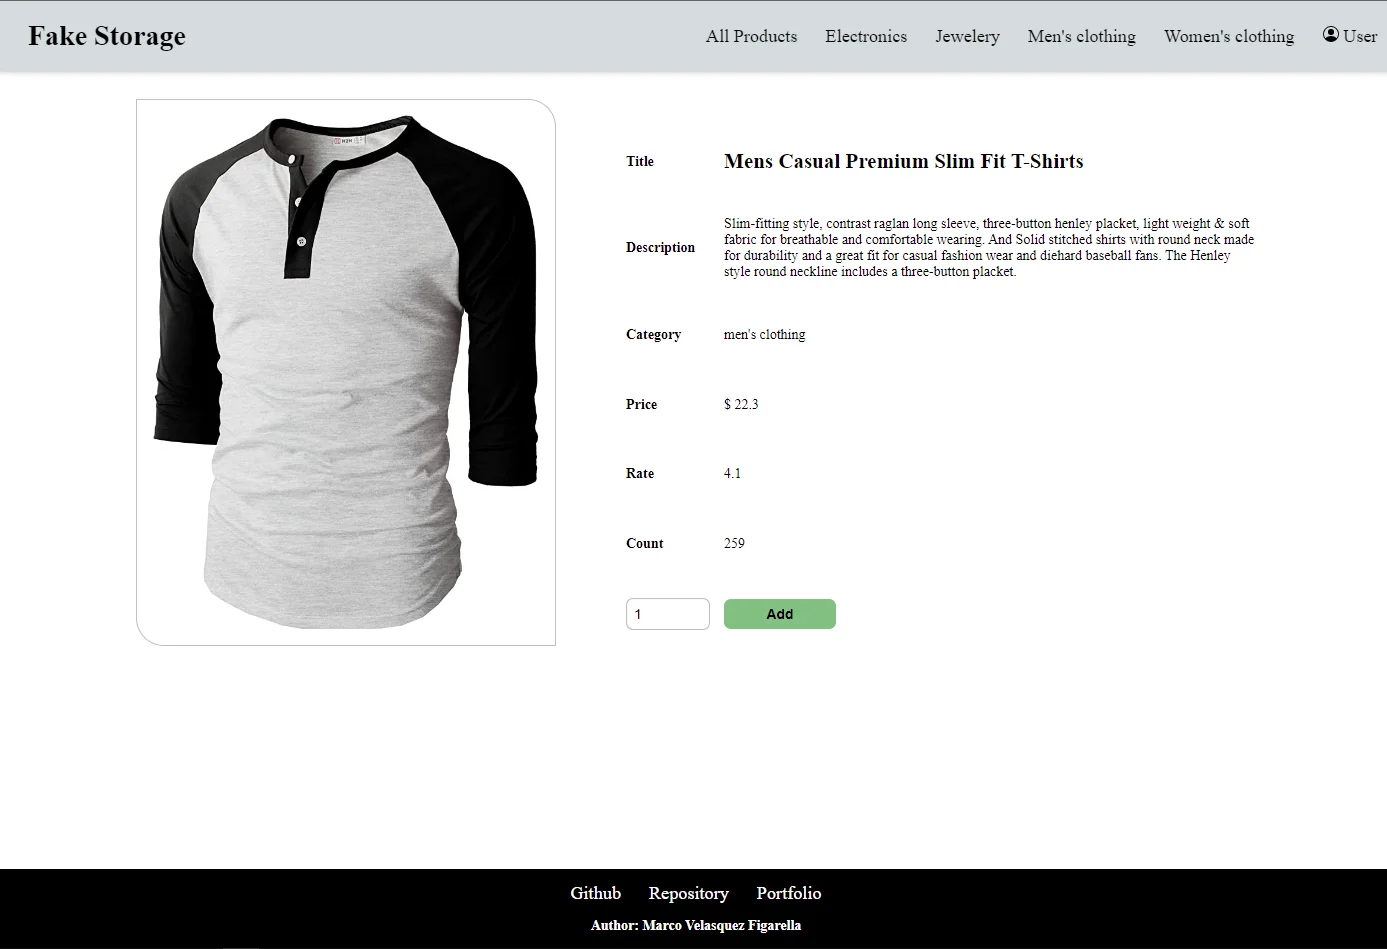 Fake Storage
All Products
Electronics
Jewelery
Men's clothing
Women's clothing
User
Title
Mens Casual Premium Slim Fit T-Shirts
Description
Slim-fitting style, contrast raglan long sleeve, three-button henley placket, light weight & soft
fabric for breathable and comfortable wearing. And Solid stitched shirts with round neck made
for durability and a great fit for casual fashion wear and diehard baseball fans. The Henley
style round neckline includes a three-button placket.
Category
men's clothing
Price
$ 22.3
Rate
4.1
Count
259
1
Add
Github
Repository
Portfolio
Author: Marco Velasquez Figarella